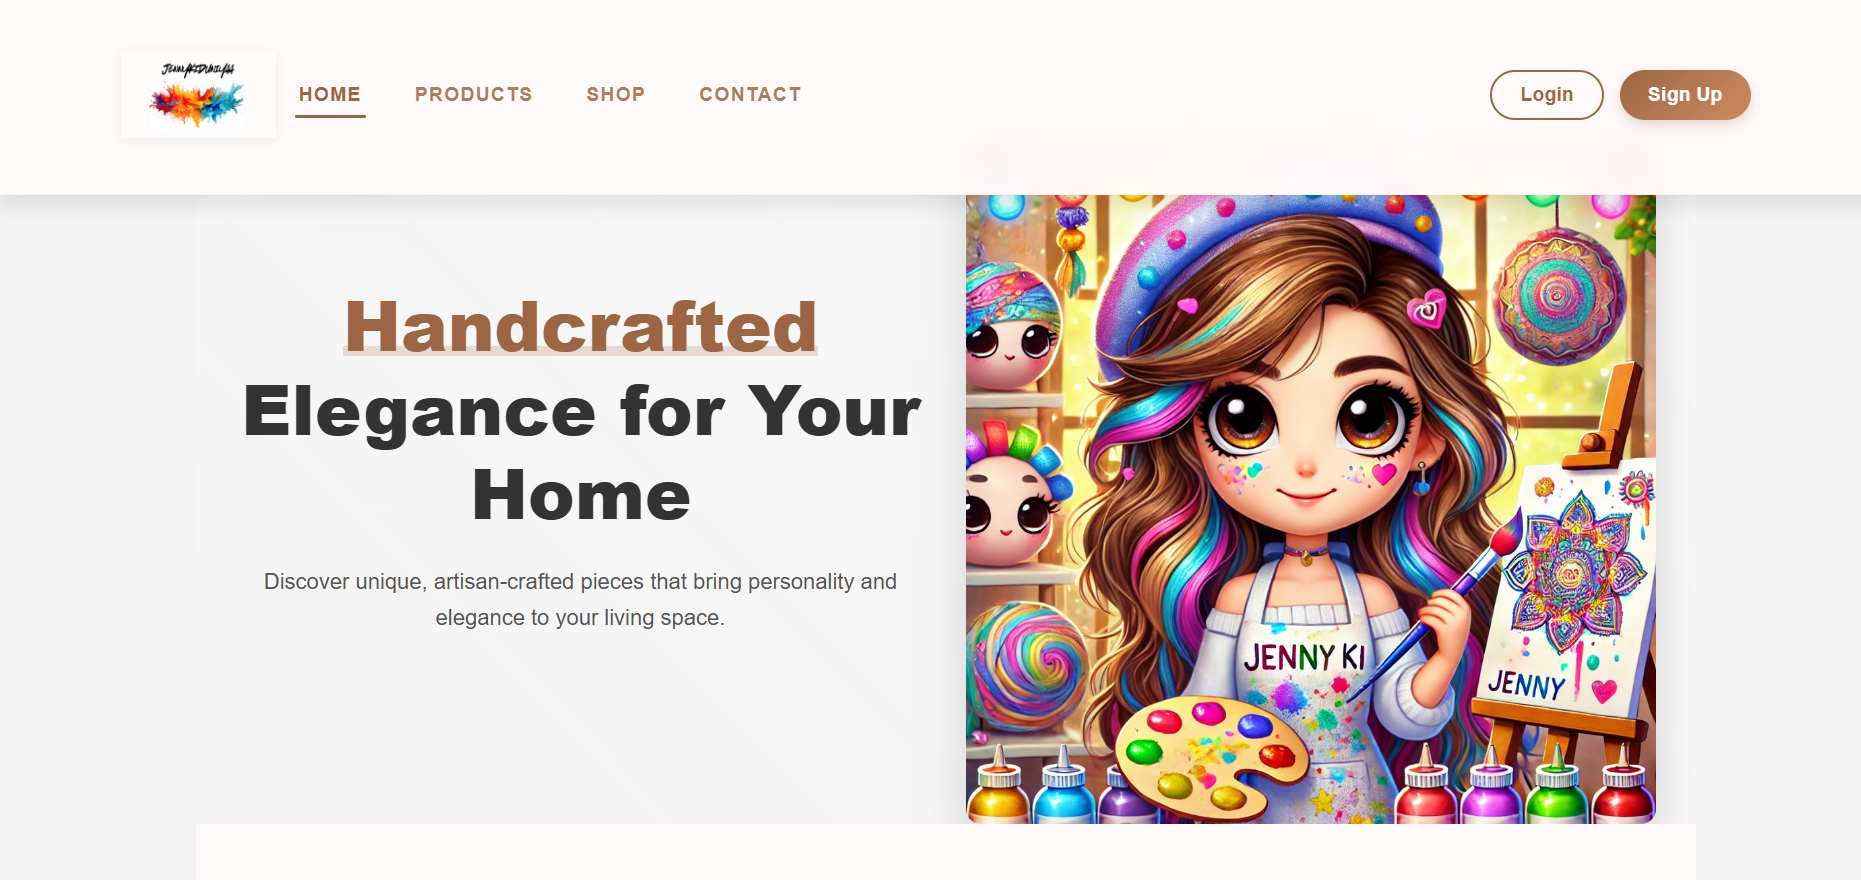 HOME PRODUCTS SHOP CONTACT Login Sign Up
Handcrafted
Elegance for Your
Home
Discover unique, artisan-crafted pieces that bring personality and
elegance to your living space.
JENNY KI
JENNY